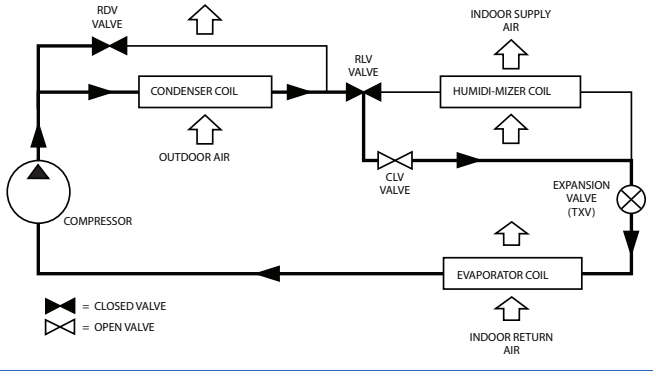 RDV
VALVE
INDOOR SUPPLY
AIR
RLV
VALVE
CONDENSER COIL
HUMIDI-MIZER COIL
OUTDOOR AIR
CLV
VALVE
EXPANSION
VALVE
(TXV)
COMPRESSOR
EVAPORATOR COIL
= CLOSED VALVE
= OPEN VALVE
INDOOR RETURN
AIR